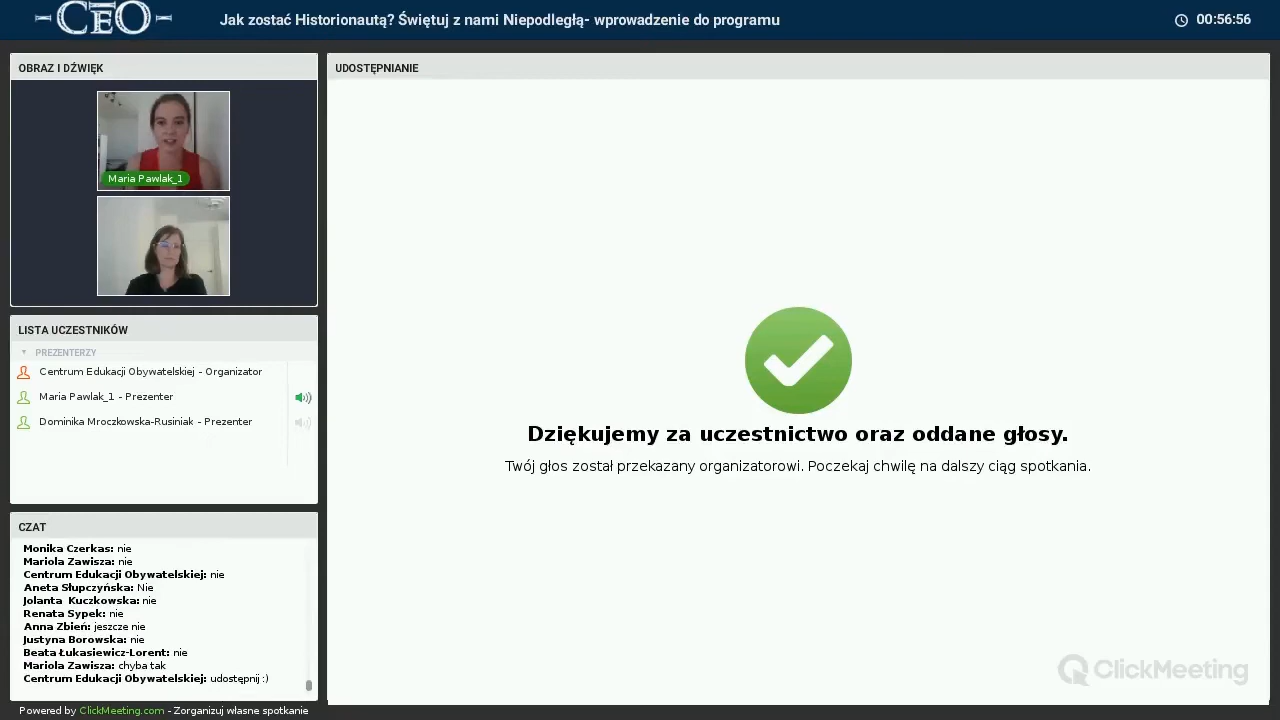 CEO
Jak zostać Historionautą? Świętuj z nami Niepodległą- wprowadzenie do programu
00:56:56
OBRAZ I DŹWIĘK
Maria Pawlak_1
LISTA UCZESTNIKÓW
PREZENTERZY
Centrum Edukacji Obywatelskiej - Organizator
Maria Pawlak_1 - Prezenter
Dominika Mroczkowska-Rusiniak - Prezenter
CZAT
Monika Czerkas: nie
Mariola Zawisza: nie
Centrum Edukacji Obywatelskiej: nie
Aneta Słupczyńska: Nie
Jolanta Kuczkowska: nie
Renata Sypek: nie
Anna Zbień: jeszcze nie
Justyna Borowska: nie
Beata Łukasiewicz-Lorent: nie
Mariola Zawisza: chyba tak
Centrum Edukacji Obywatelskiej: udostępnij :)
Powered by ClickMeeting.com - Zorganizuj własne spotkanie
UDOSTĘPNIANIE
Dziękujemy za uczestnictwo oraz oddane głosy.
Twój głos został przekazany organizatorowi. Poczekaj chwilę na dalszy ciąg spotkania.
ClickMeeting